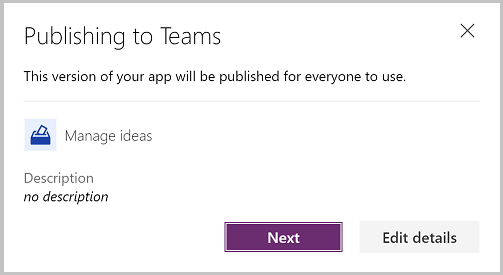 Publishing to Teams
This version of your app will be published for everyone to use.
Manage ideas
Description
no description
Next
Edit details